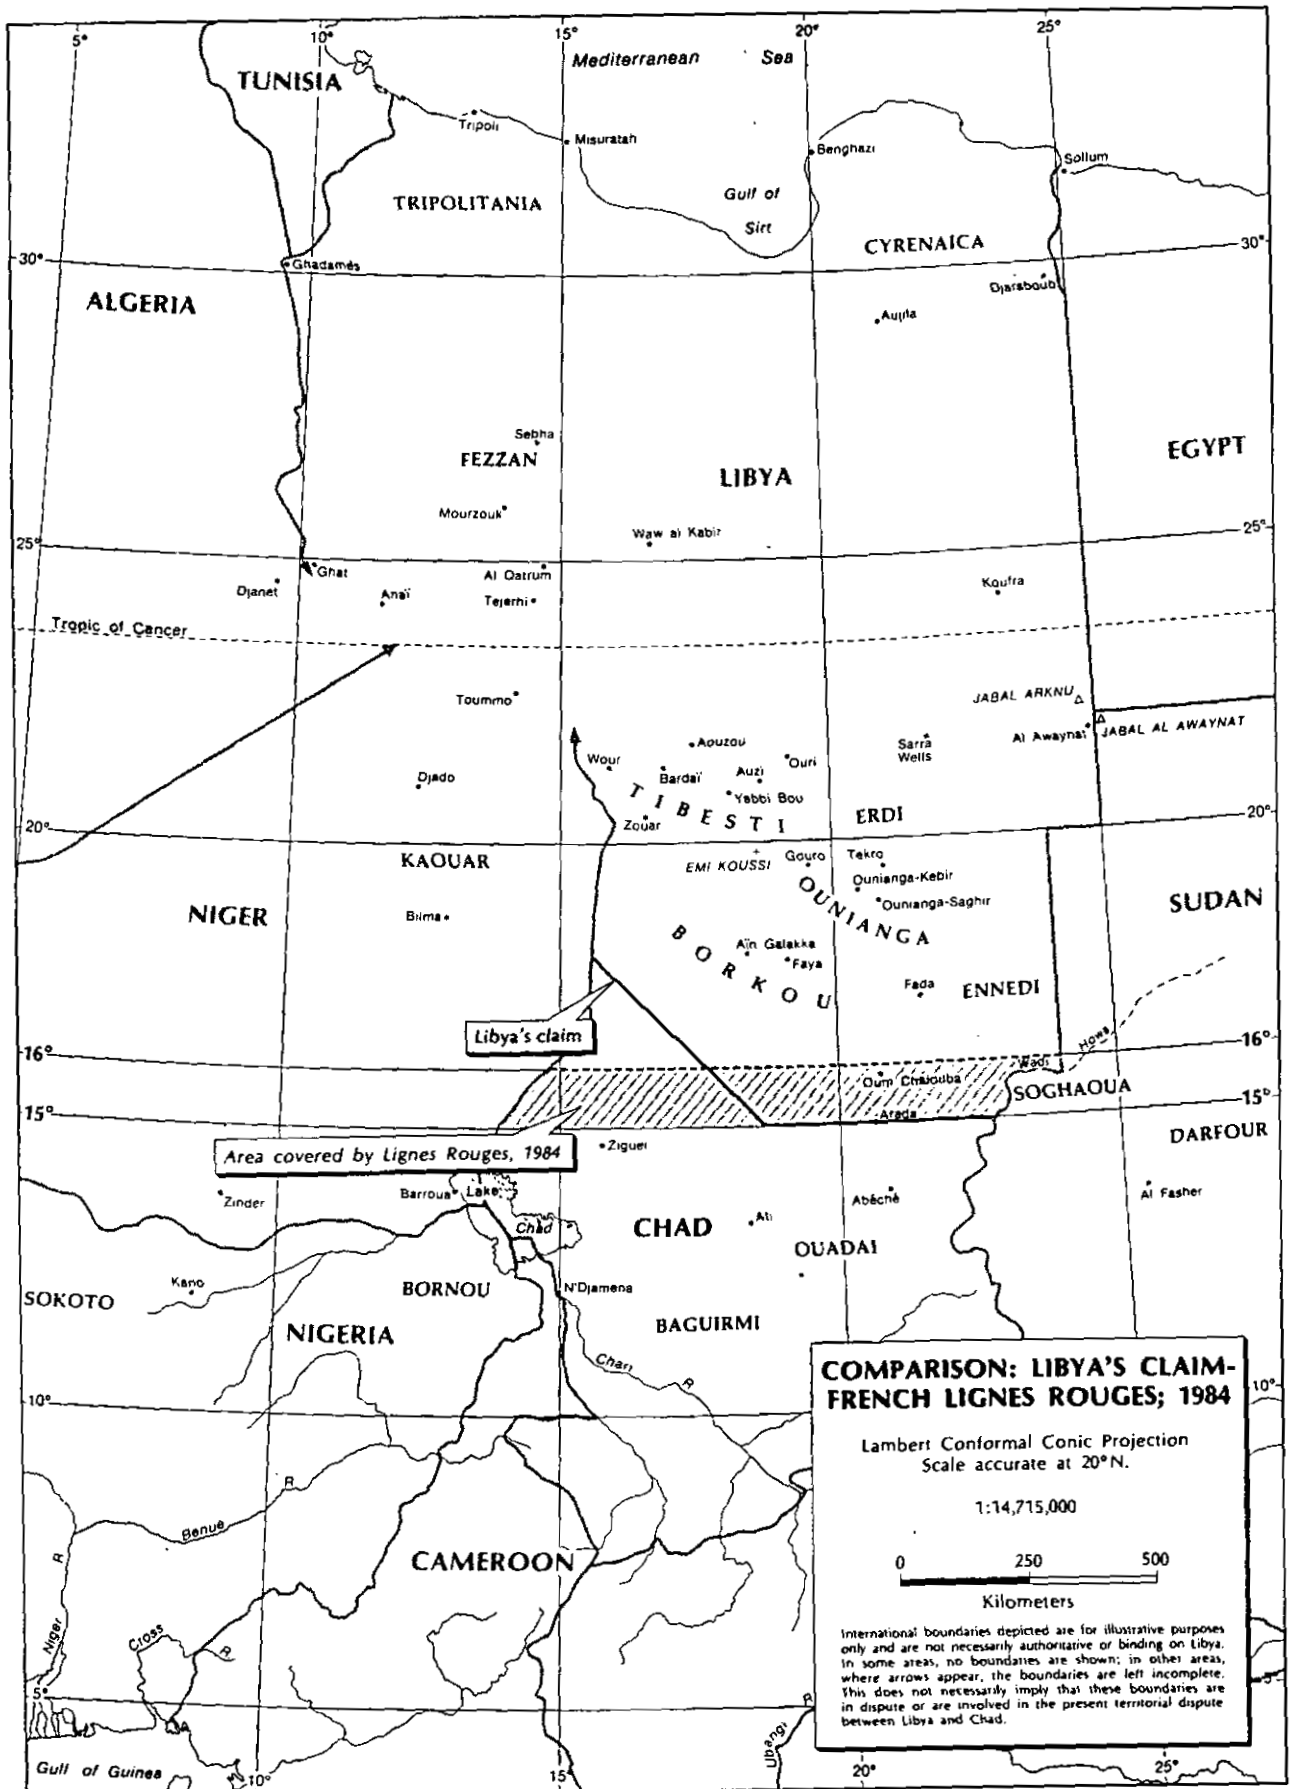 5° 10° 15° 20° 25°
Mediterranean Sea
TUNISIA
Tripoli
Misuratah
Benghazi
Sollum
TRIPOLITANIA
Gulf of
Sirt
CYRENAICA
30° 30°
Ghadamés
Djarsboub
ALGERIA
Aujila
Sebha
FEZZAN
LIBYA
EGYPT
Mourzouk
Waw al Kabir
25° 25°
Ghat
Al Qatrum
Djanet
Anaï
Tejerhi
Koufra
Tropic of Cancer
Toummo
JABAL ARKNU
Al Awaynat
JABAL AL AWAYNAT
Aouzou
Sarra
Wells
Wour
Bardaï
Auzi
Ouri
Djado
Yebbi Bou
TIBESTI
Zouar
ERDI
20° 20°
KAOUAR
EMI KOUSSI
Gouro
Tekro
Ounianga-Kebir
Ounianga-Saghir
OUNIANGA
NIGER
SUDAN
Bilma
BORKOU
Aïn Galakka
Faya
Fada
ENNEDI
Libya's claim
16° 16°
Wadi Howa
Oum Chalouba
SOGHAOUA
15° 15°
Arada
Area covered by Lignes Rouges, 1984
Ziguei
DARFOUR
Zinder
Barroua
Lake
Chad
Abéché
Al Fasher
CHAD
Ati
OUADAI
Kano
BORNOU
N'Djamena
SOKOTO
NIGERIA
BAGUIRMI
Chari R
COMPARISON: LIBYA'S CLAIM-
FRENCH LIGNES ROUGES; 1984
10° 10°
Lambert Conformal Conic Projection
Scale accurate at 20°N.
1:14,715,000
Benué R
CAMEROON
0 250 500
Kilometers
International boundaries depicted are for illustrative purposes
only and are not necessarily authoritative or binding on Libya.
In some areas, no boundaries are shown; in other areas,
where arrows appear, the boundaries are left incomplete.
This does not necessarily imply that these boundaries are
in dispute or are involved in the present territorial dispute
between Libya and Chad.
Niger R
Cross R
5° 5°
Ubangi R
Gulf of Guinea
10° 15° 20° 25°